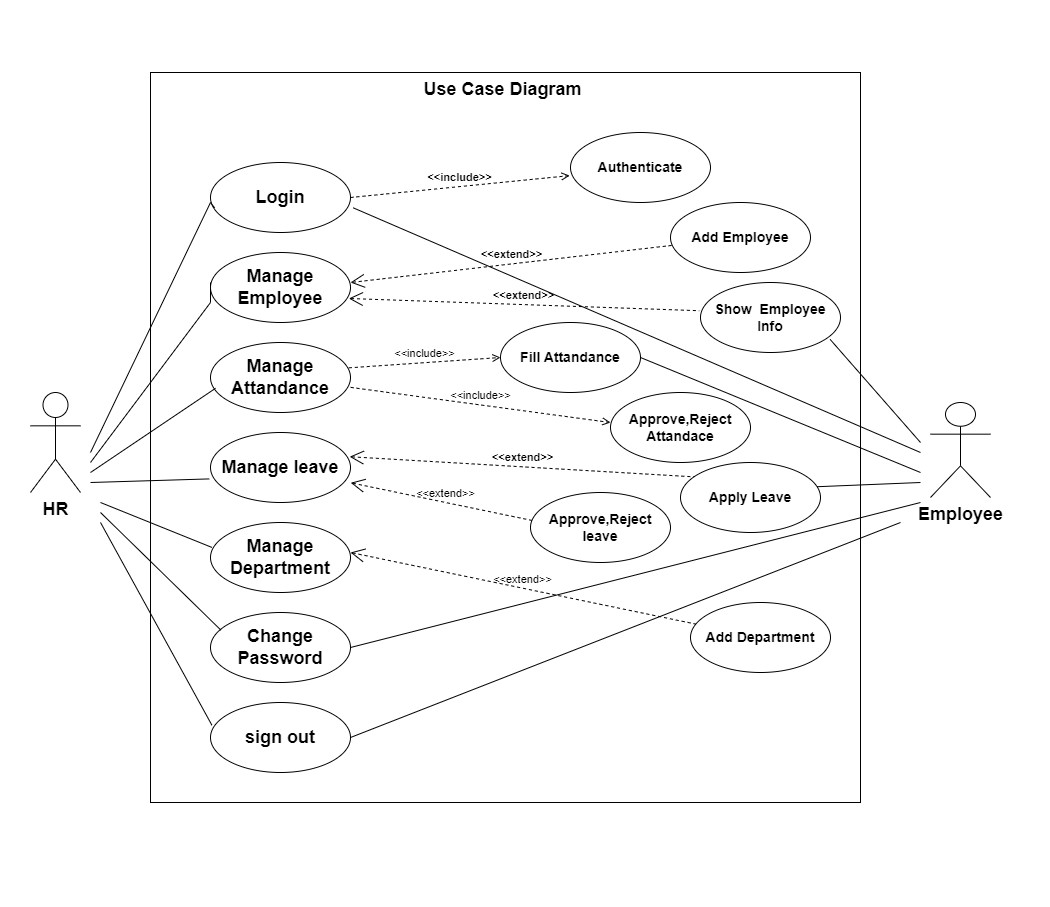 Use Case Diagram
Authenticate
<<include>>
Login
Add Employee
<<extend>>
Manage
Employee
<<extend>>
Show  Employee
Info
<<include>>
Fill Attandance
Manage
Attandance
<<include>>
Approve,Reject
Attandace
<<extend>>
Manage leave
<<extend>>
Apply Leave
HR
Employee
Approve,Reject
leave
Manage
Department
<<extend>>
Add Department
Change
Password
sign out